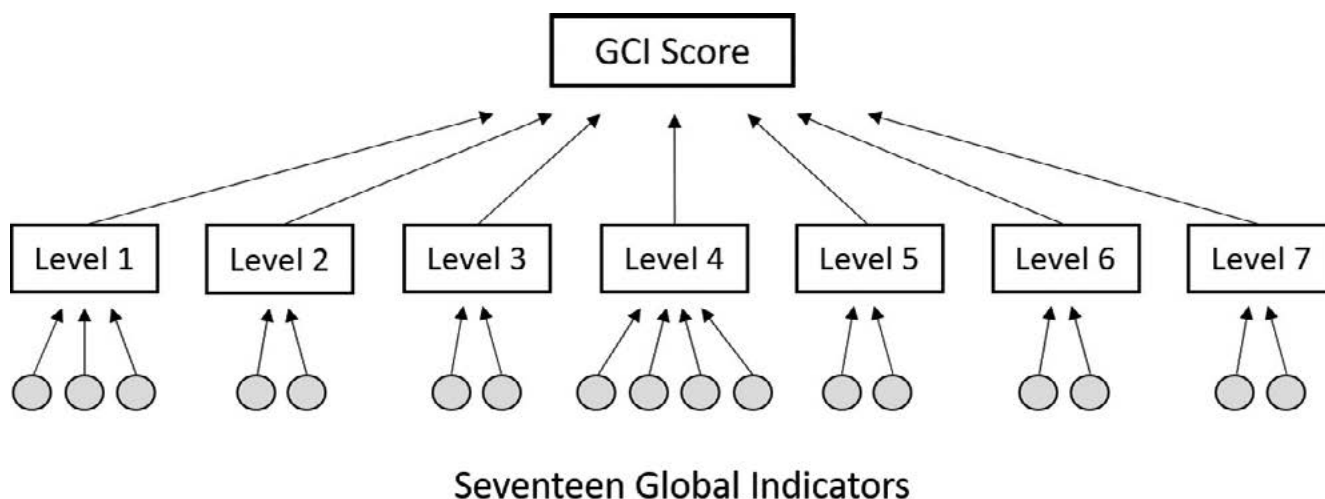 GCI Score
Level 1 Level 2 Level 3 Level 4 Level 5 Level 6 Level 7
Seventeen Global Indicators